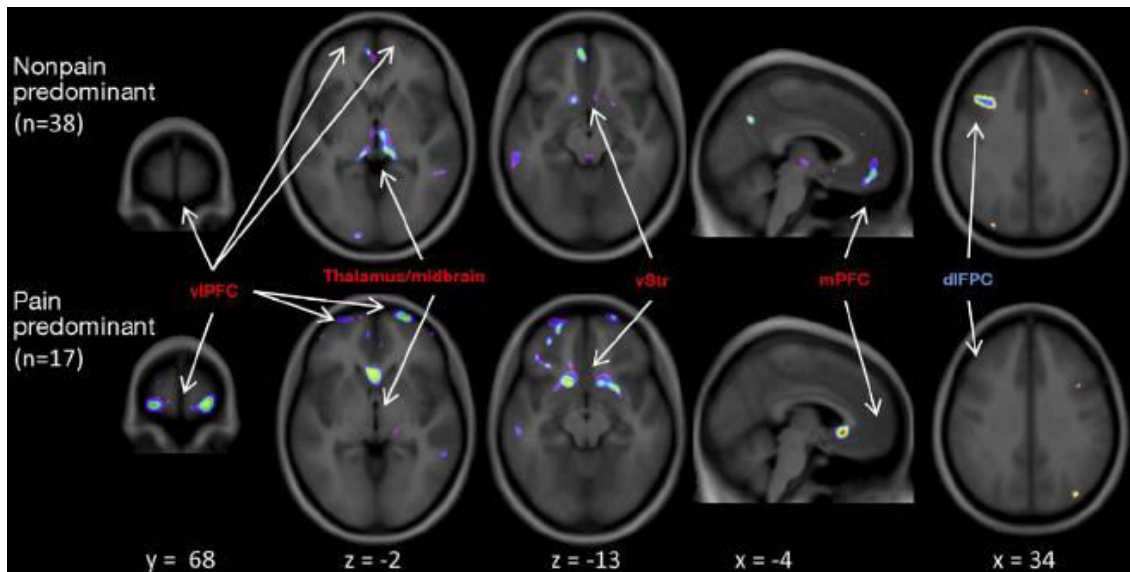 Nonpain
predominant
(n=38)
Thalamus/midbrain
vStr
mPFC
dlFPC
vlPFC
Pain
predominant
(n=17)
y = 68
z = -2
z = -13
x = -4
x = 34